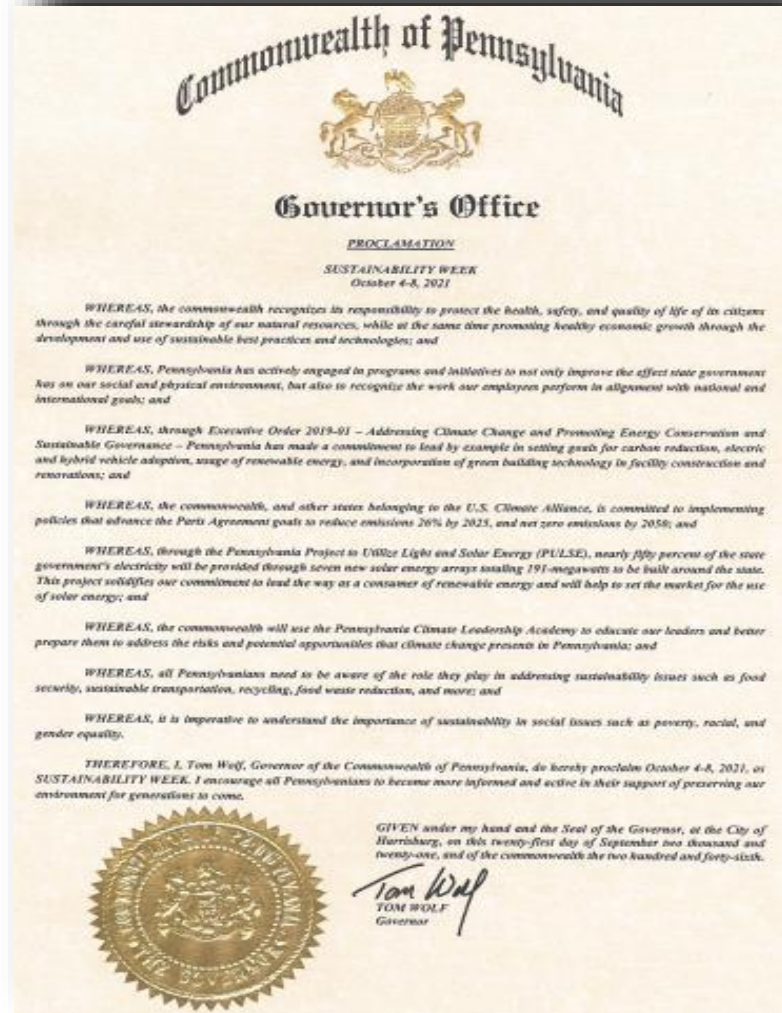 Commonwealth of Pennsylvania
Governor's Office
PROCLAMATION
SUSTAINABILITY WEEK
October 4-8, 2021
WHEREAS, the commonwealth recognizes its responsibility to protect the health, safety, and quality of life of its citizens
through the careful stewardship of our natural resources, while at the same time promoting healthy economic growth through the
development and use of sustainable best practices and technologies; and
WHEREAS, Pennsylvania has actively engaged in programs and initiatives to not only improve the effect state government
has on our social and physical environment, but also to recognize the work our employees perform in alignment with national and
international goals; and
WHEREAS, through Executive Order 2019-01 – Addressing Climate Change and Promoting Energy Conservation and
Sustainable Governance – Pennsylvania has made a commitment to lead by example in setting goals for carbon reduction, electric
and hybrid vehicle adoption, usage of renewable energy, and incorporation of green building technology in facility construction and
renovations; and
WHEREAS, the commonwealth, and other states belonging to the U.S. Climate Alliance, is committed to implementing
policies that advance the Paris Agreement goals to reduce emissions 26% by 2025, and net zero emissions by 2050; and
WHEREAS, through the Pennsylvania Project to Utilize Light and Solar Energy (PULSE), nearly fifty percent of the state
government's electricity will be provided through seven new solar energy arrays totaling 191-megawatts to be built around the state.
This project solidifies our commitment to lead the way as a consumer of renewable energy and will help to set the market for the use
of solar energy; and
WHEREAS, the commonwealth will use the Pennsylvania Climate Leadership Academy to educate our leaders and better
prepare them to address the risks and potential opportunities that climate change presents in Pennsylvania; and
WHEREAS, all Pennsylvanians need to be aware of the role they play in addressing sustainability issues such as food
security, sustainable transportation, recycling, food waste reduction, and more; and
WHEREAS, it is imperative to understand the importance of sustainability in social issues such as poverty, racial, and
gender equality.
THEREFORE, I, Tom Wolf, Governor of the Commonwealth of Pennsylvania, do hereby proclaim October 4-8, 2021, as
SUSTAINABILITY WEEK. I encourage all Pennsylvanians to become more informed and active in their support of preserving our
environment for generations to come.
GIVEN under my hand and the Seal of the Governor, at the City of
Harrisburg, on this twenty-first day of September two thousand and
twenty-one, and of the commonwealth the two hundred and forty-sixth.
Tom Wolf
TOM WOLF
Governor